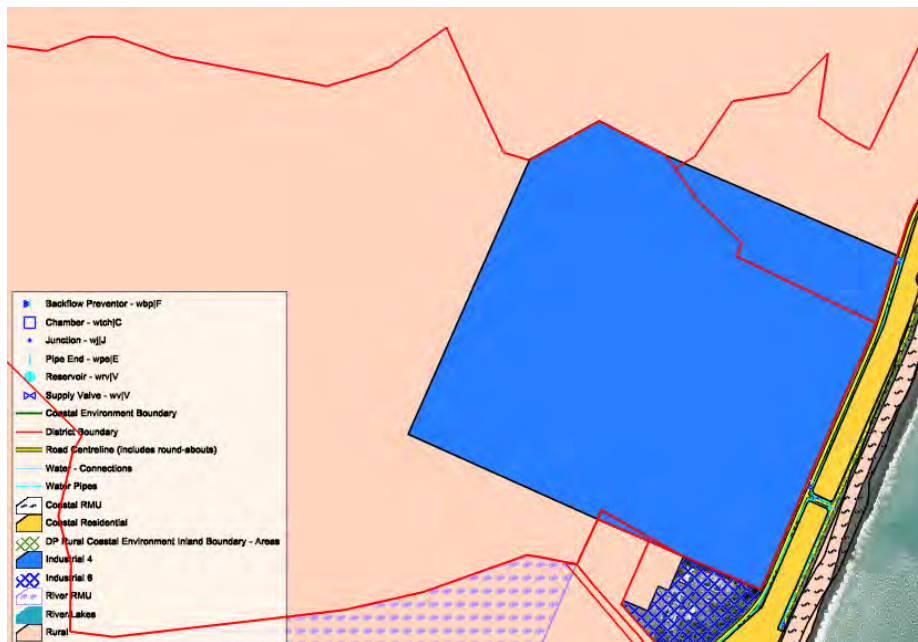 Backflow Preventor - wbp|F
Chamber - wtch|C
Junction - wj|J
Pipe End - wpe|E
Reservoir - wrv|V
Supply Valve - wv|V
Coastal Environment Boundary
District Boundary
Road Centreline (includes round-abouts)
Water - Connections
Water Pipes
Coastal RMU
Coastal Residential
DP Rural Coastal Environment Inland Boundary - Areas
Industrial 4
Industrial 6
River RMU
River/Lakes
Rural